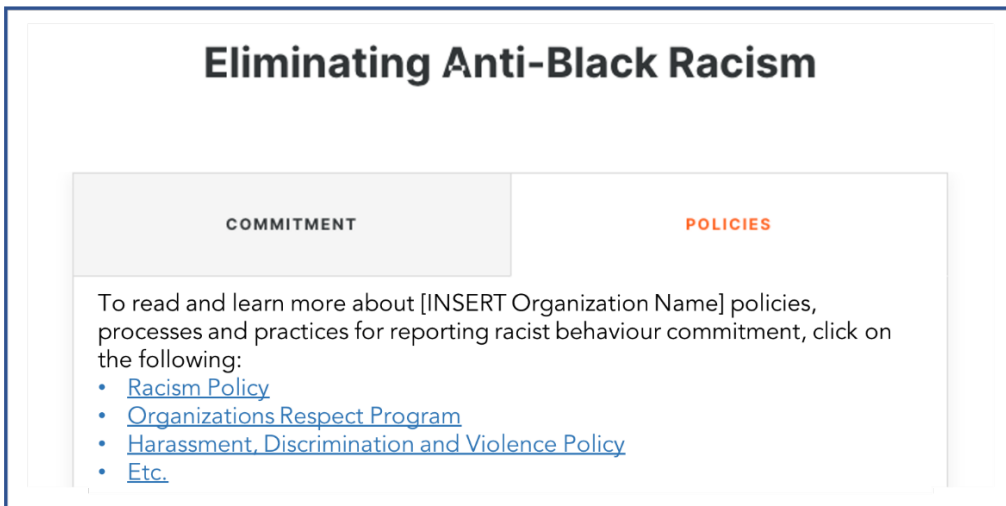 Eliminating Anti-Black Racism
COMMITMENT
POLICIES
To read and learn more about [INSERT Organization Name] policies,
processes and practices for reporting racist behaviour commitment, click on
the following:
• Racism Policy
• Organizations Respect Program
• Harassment, Discrimination and Violence Policy
• Etc.